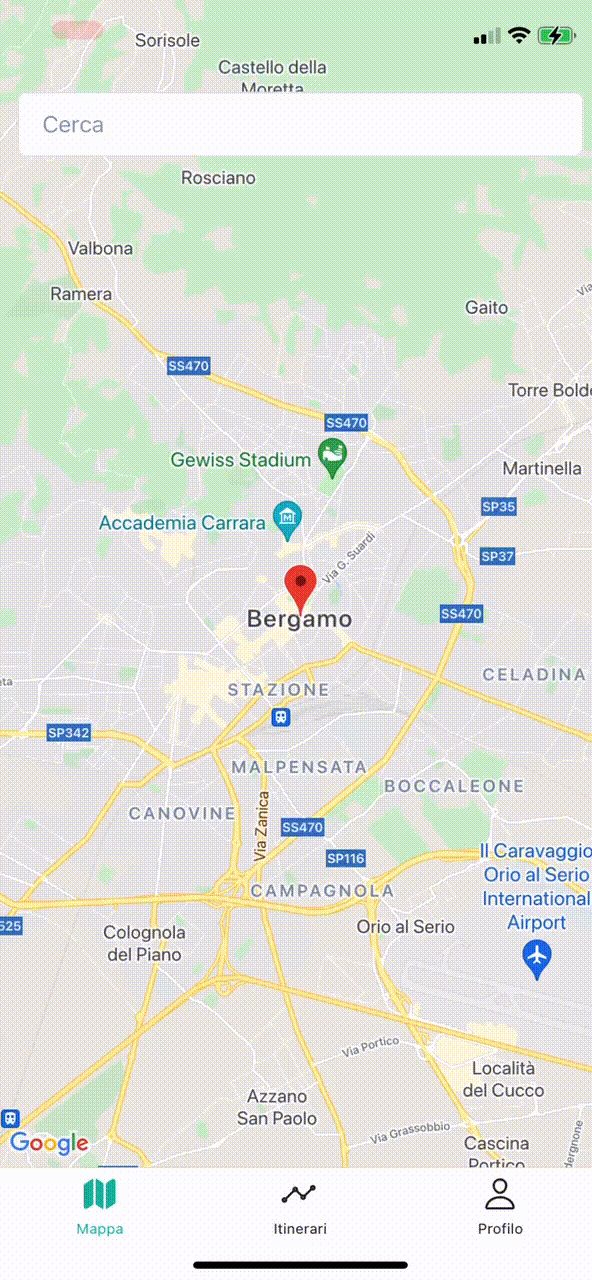 Sorisole
Castello della
Moretta
Cerca
Rosciano
Valbona
Ramera
Gaito
Via
SS470
Torre Bolde
SS470
Gewiss Stadium
Martinella
SP35
Accademia Carrara
M
Via G. Suardi
SP37
Bergamo
SS470
CELADINA
eta
STAZIONE
SP342
MALPENSATA
BOCCALEONE
CANOVINE
Via Zanica
SS470
SP116
Il Caravaggio
Orio al Serio
International
Airport
CAMPAGNOLA
525
Colognola
del Piano
Orio al Serio
Via Portico
Località
del Cucco
Azzano
San Paolo
Via Grassobbio
Cascina
Portico
dergnone
Google
Mappa
Itinerari
Profilo